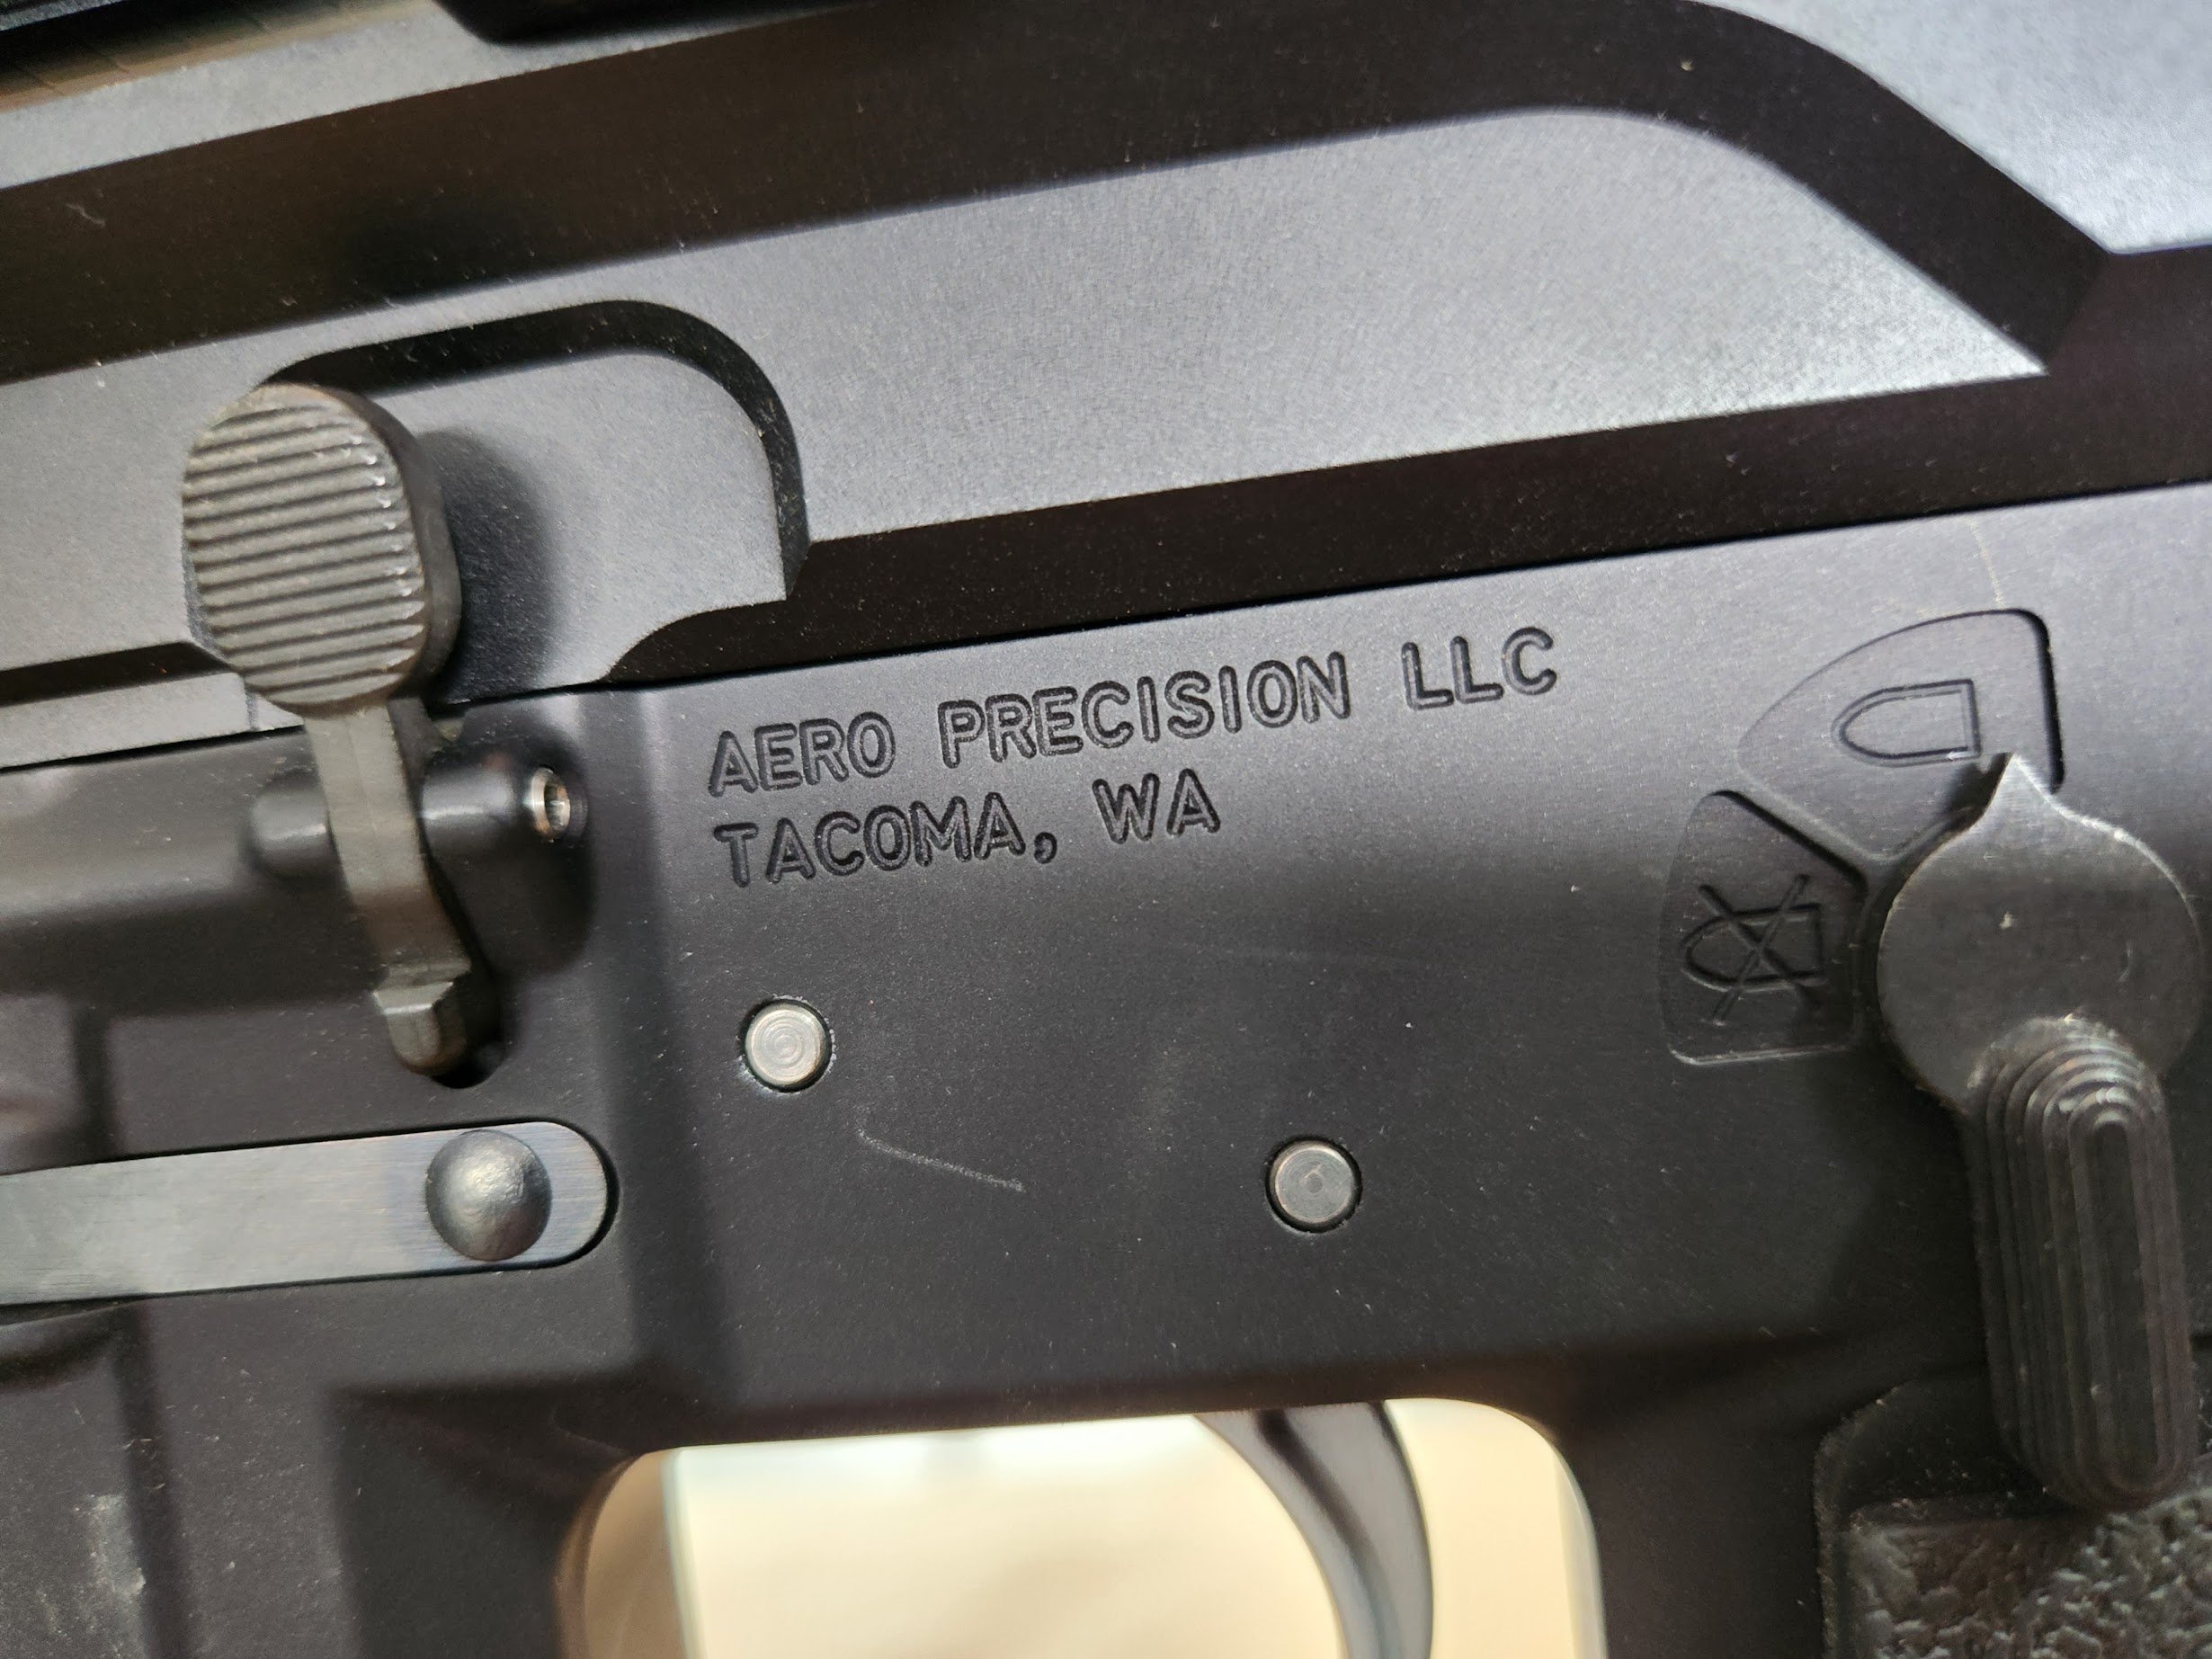 AERO PRECISION LLC
TACOMA, WA